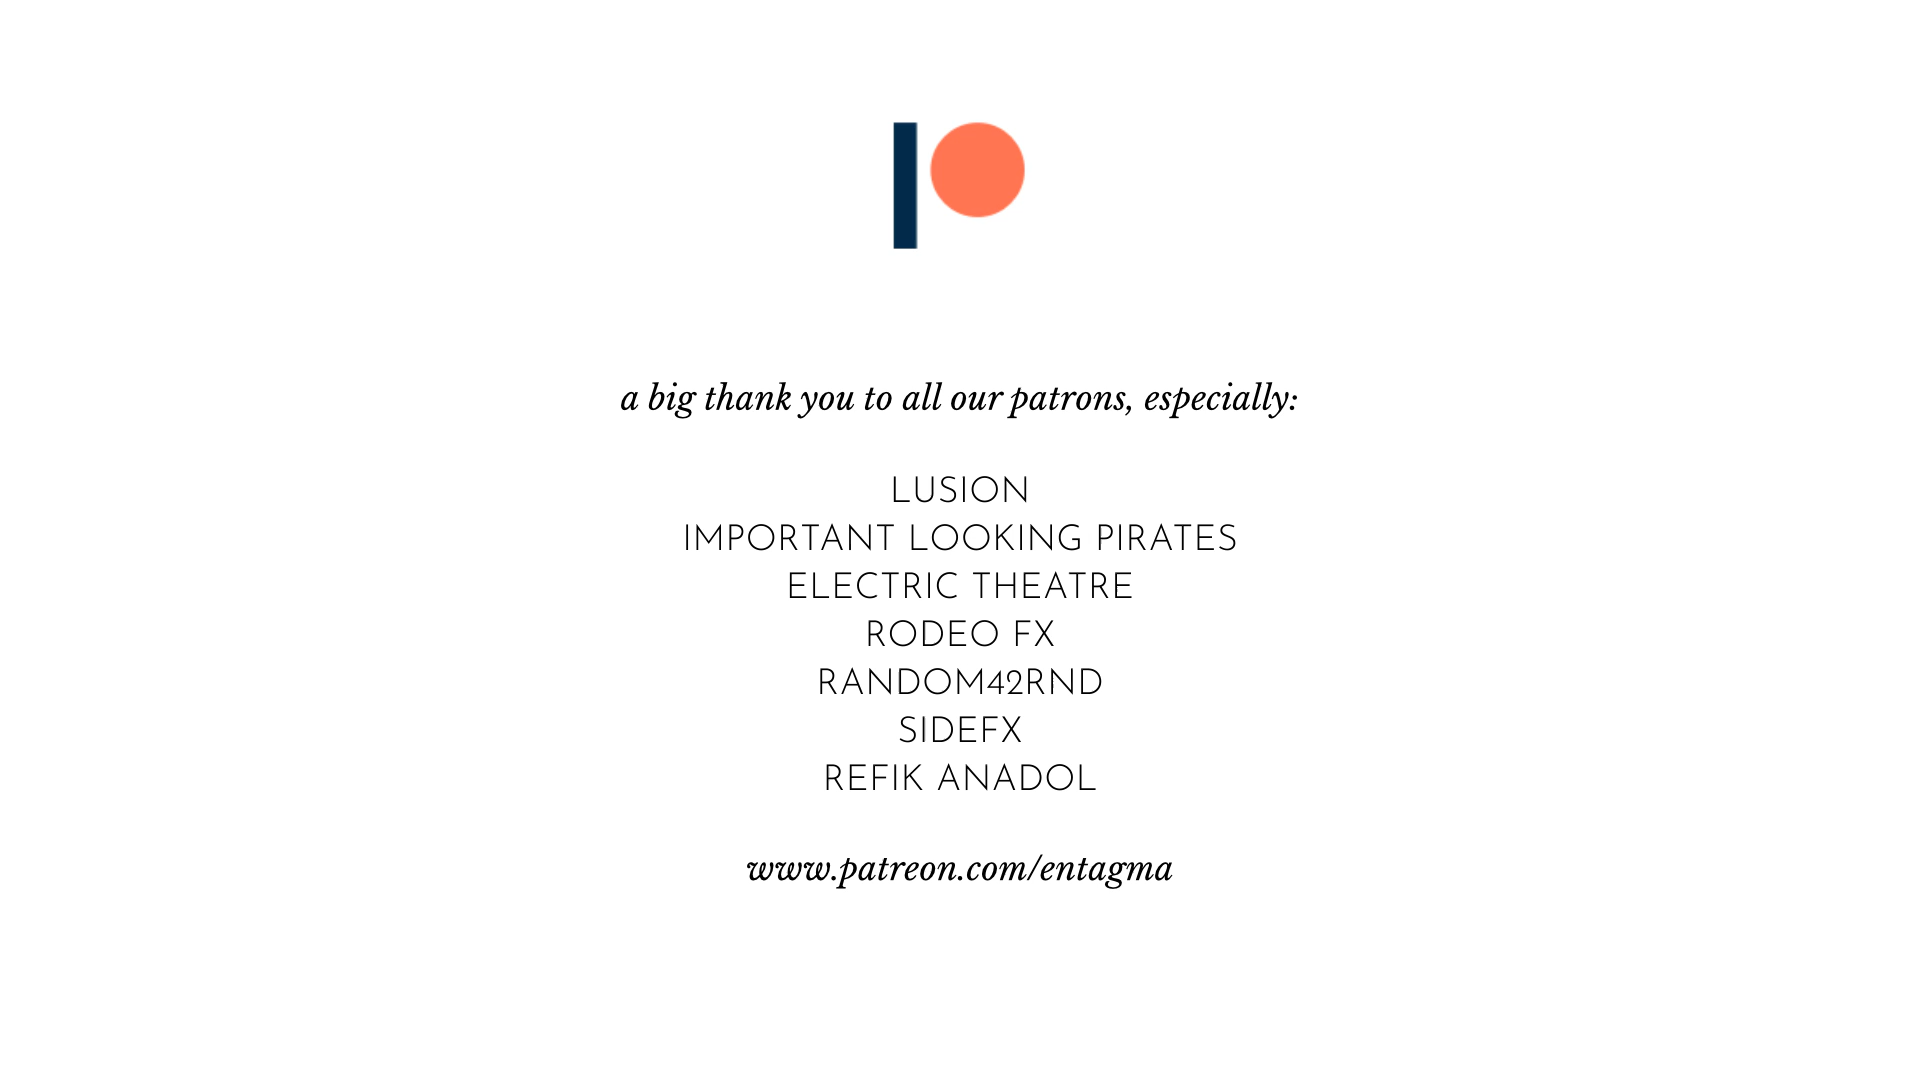 a big thank you to all our patrons, especially:
LUSION
IMPORTANT LOOKING PIRATES
ELECTRIC THEATRE
RODEO FX
RANDOM42RND
SIDEFX
REFIK ANADOL
www.patreon.com/entagma